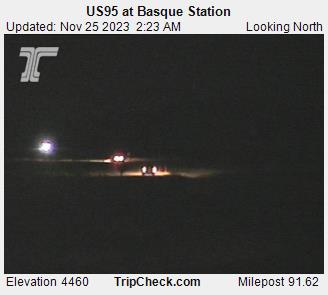 US95 at Basque Station
Updated: Nov 25 2023 2:23 AM Looking North
Elevation 4460 TripCheck.com Milepost 91.62